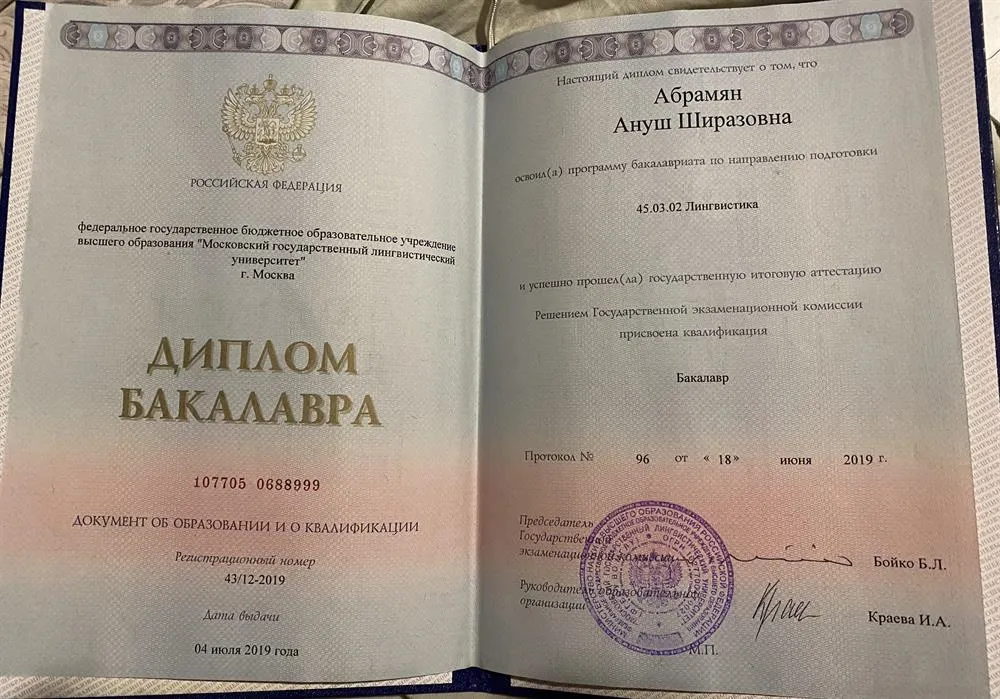 РОССИЙСКАЯ ФЕДЕРАЦИЯ
федеральное государственное бюджетное образовательное учреждение
высшего образования "Московский государственный лингвистический
университет"
г. Москва
ДИПЛОМ
БАКАЛАВРА
107705 0688999
ДОКУМЕНТ ОБ ОБРАЗОВАНИИ И О КВАЛИФИКАЦИИ
Регистрационный номер
43/12-2019
Дата выдачи
04 июля 2019 года
Настоящий диплом свидетельствует о том, что
Абрамян
Ануш Ширазовна
освоил(а) программу бакалавриата по направлению подготовки
45.03.02 Лингвистика
и успешно прошел(ла) государственную итоговую аттестацию
Решением Государственной экзаменационной комиссии
присвоена квалификация
Бакалавр
Протокол № 96 от « 18 » июня 2019 г.
Председатель
Государственной
экзаменационной комиссии
Бойко Б.Л.
Руководитель образовательной
организации
Краева И.А.
М.П.